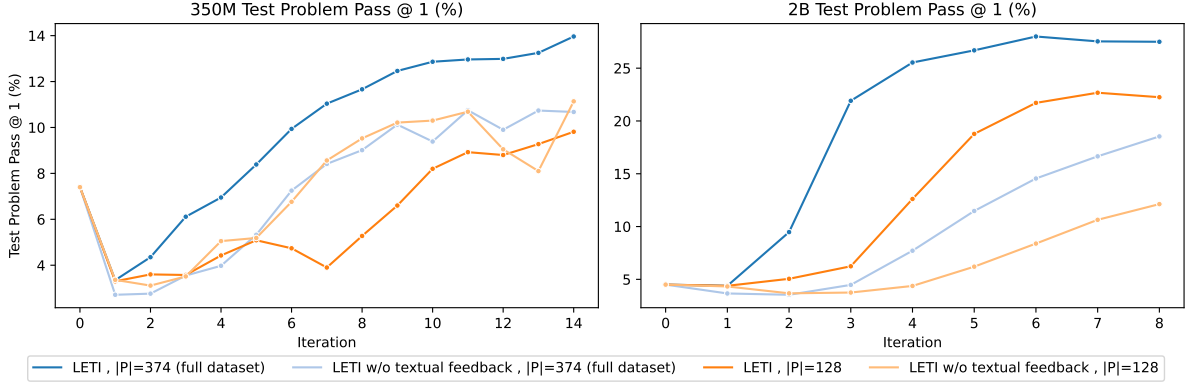 350M Test Problem Pass @ 1 (%)
Test Problem Pass @ 1 (%)
14
12
10
8
6
4
0 2 4 6 8 10 12 14
Iteration
2B Test Problem Pass @ 1 (%)
25
20
15
10
5
0 1 2 3 4 5 6 7 8
Iteration
LETI , |P|=374 (full dataset) LETI w/o textual feedback , |P|=374 (full dataset) LETI , |P|=128 LETI w/o textual feedback , |P|=128